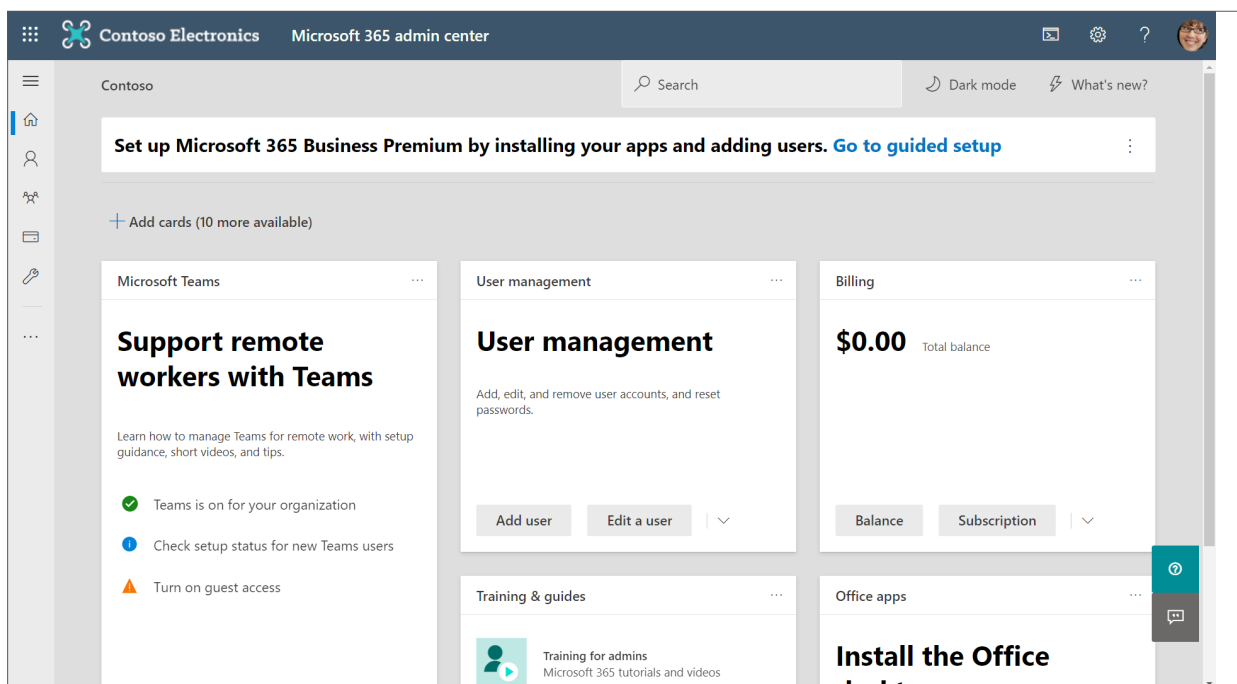 Contoso Electronics Microsoft 365 admin center ?
Contoso Search Dark mode What's new?
Set up Microsoft 365 Business Premium by installing your apps and adding users. Go to guided setup
Add cards (10 more available)
Microsoft Teams
Support remote
workers with Teams
Learn how to manage Teams for remote work, with setup
guidance, short videos, and tips.
Teams is on for your organization
Check setup status for new Teams users
Turn on guest access
User management
User management
Add, edit, and remove user accounts, and reset
passwords.
Add user Edit a user
Billing
$0.00 Total balance
Balance Subscription
Training & guides
Training for admins
Microsoft 365 tutorials and videos
Office apps
Install the Office